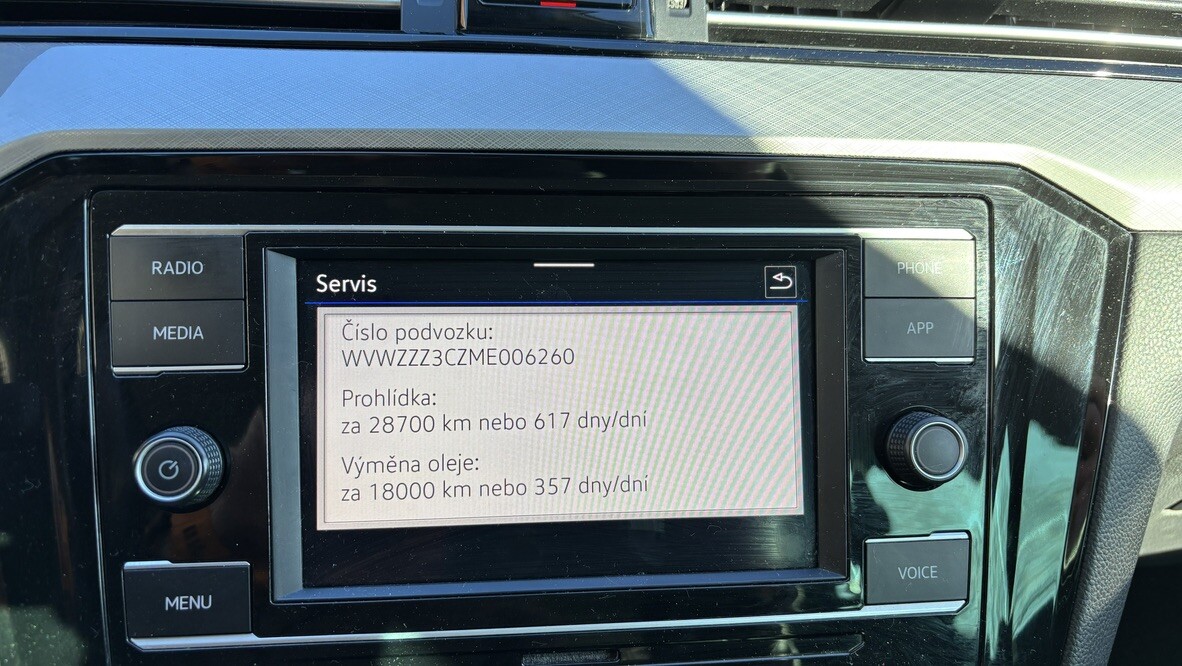 RADIO
MEDIA
MENU
Servis
Číslo podvozku:
WVWZZZ3CZME006260
Prohlídka:
za 28700 km nebo 617 dny/dní
Výměna oleje:
za 18000 km nebo 357 dny/dní
PHONE
APP
VOICE